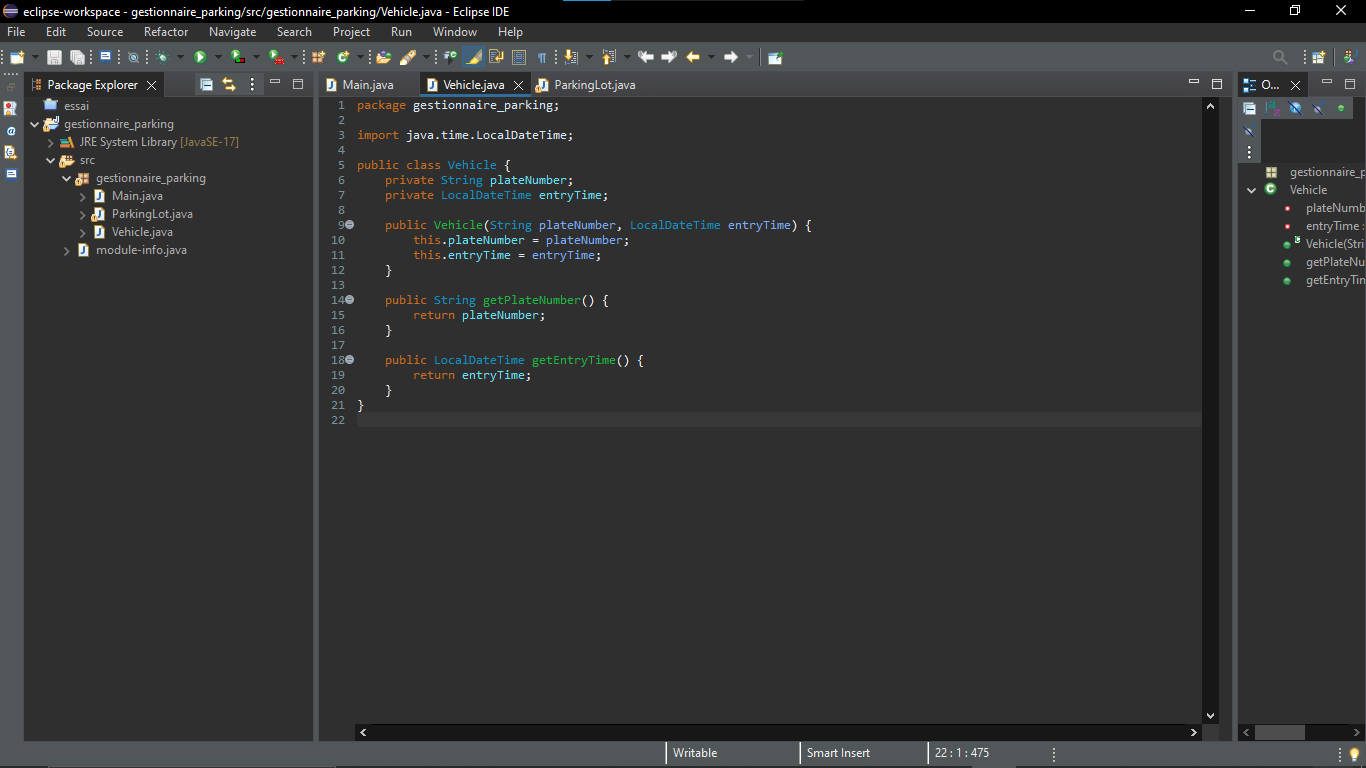 eclipse-workspace - gestionnaire_parking/src/gestionnaire_parking/Vehicle.java - Eclipse IDE
File Edit Source Refactor Navigate Search Project Run Window Help
Package Explorer
essai
gestionnaire_parking
JRE System Library [JavaSE-17]
src
gestionnaire_parking
Main.java
ParkingLot.java
Vehicle.java
module-info.java
Main.java Vehicle.java ParkingLot.java
1 package gestionnaire_parking;
2
3 import java.time.LocalDateTime;
4
5 public class Vehicle {
6 private String plateNumber;
7 private LocalDateTime entryTime;
8
9 public Vehicle(String plateNumber, LocalDateTime entryTime) {
10 this.plateNumber = plateNumber;
11 this.entryTime = entryTime;
12 }
13
14 public String getPlateNumber() {
15 return plateNumber;
16 }
17
18 public LocalDateTime getEntryTime() {
19 return entryTime;
20 }
21 }
22
O...
gestionnaire_p
Vehicle
plateNumb
entryTime :
Vehicle(Stri
getPlateNu
getEntryTin
Writable Smart Insert 22 : 1 : 475